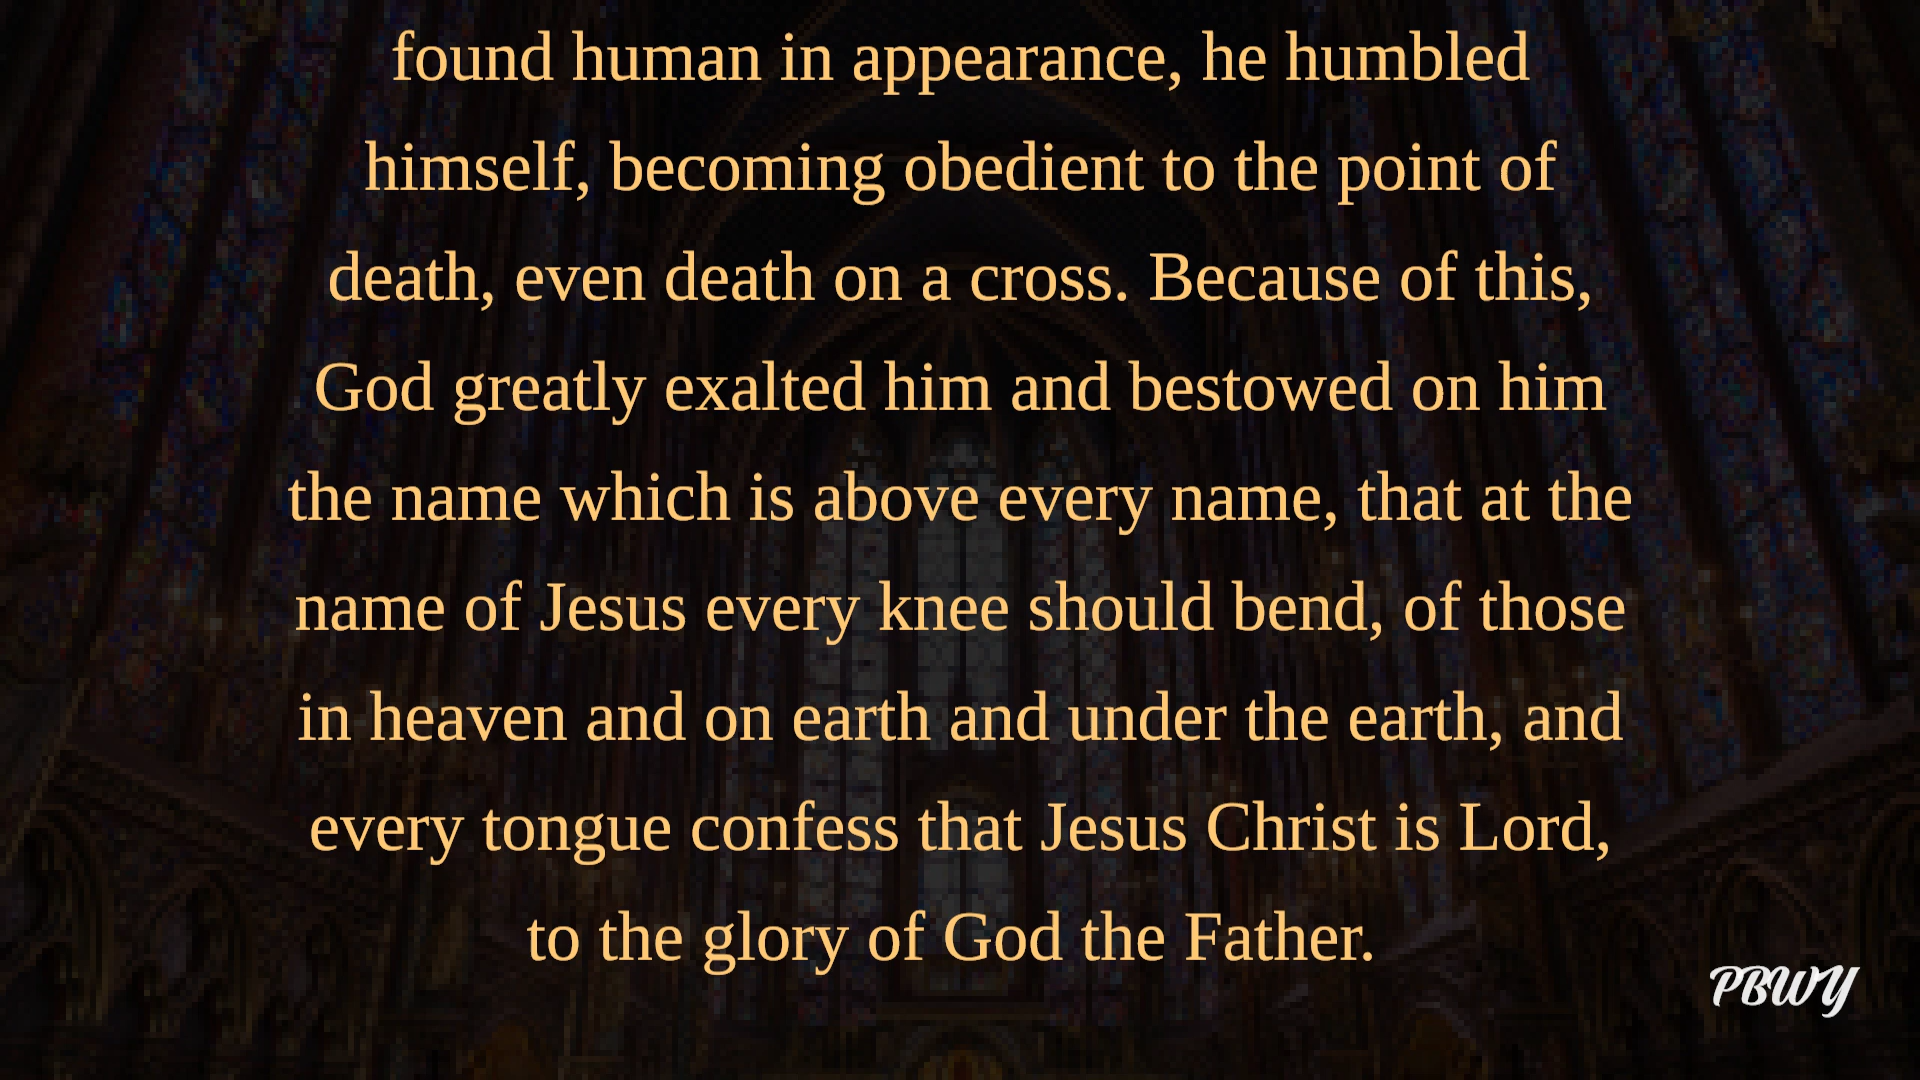 found human in appearance, he humbled
himself, becoming obedient to the point of
death, even death on a cross. Because of this,
God greatly exalted him and bestowed on him
the name which is above every name, that at the
name of Jesus every knee should bend, of those
in heaven and on earth and under the earth, and
every tongue confess that Jesus Christ is Lord,
to the glory of God the Father.
PBWY